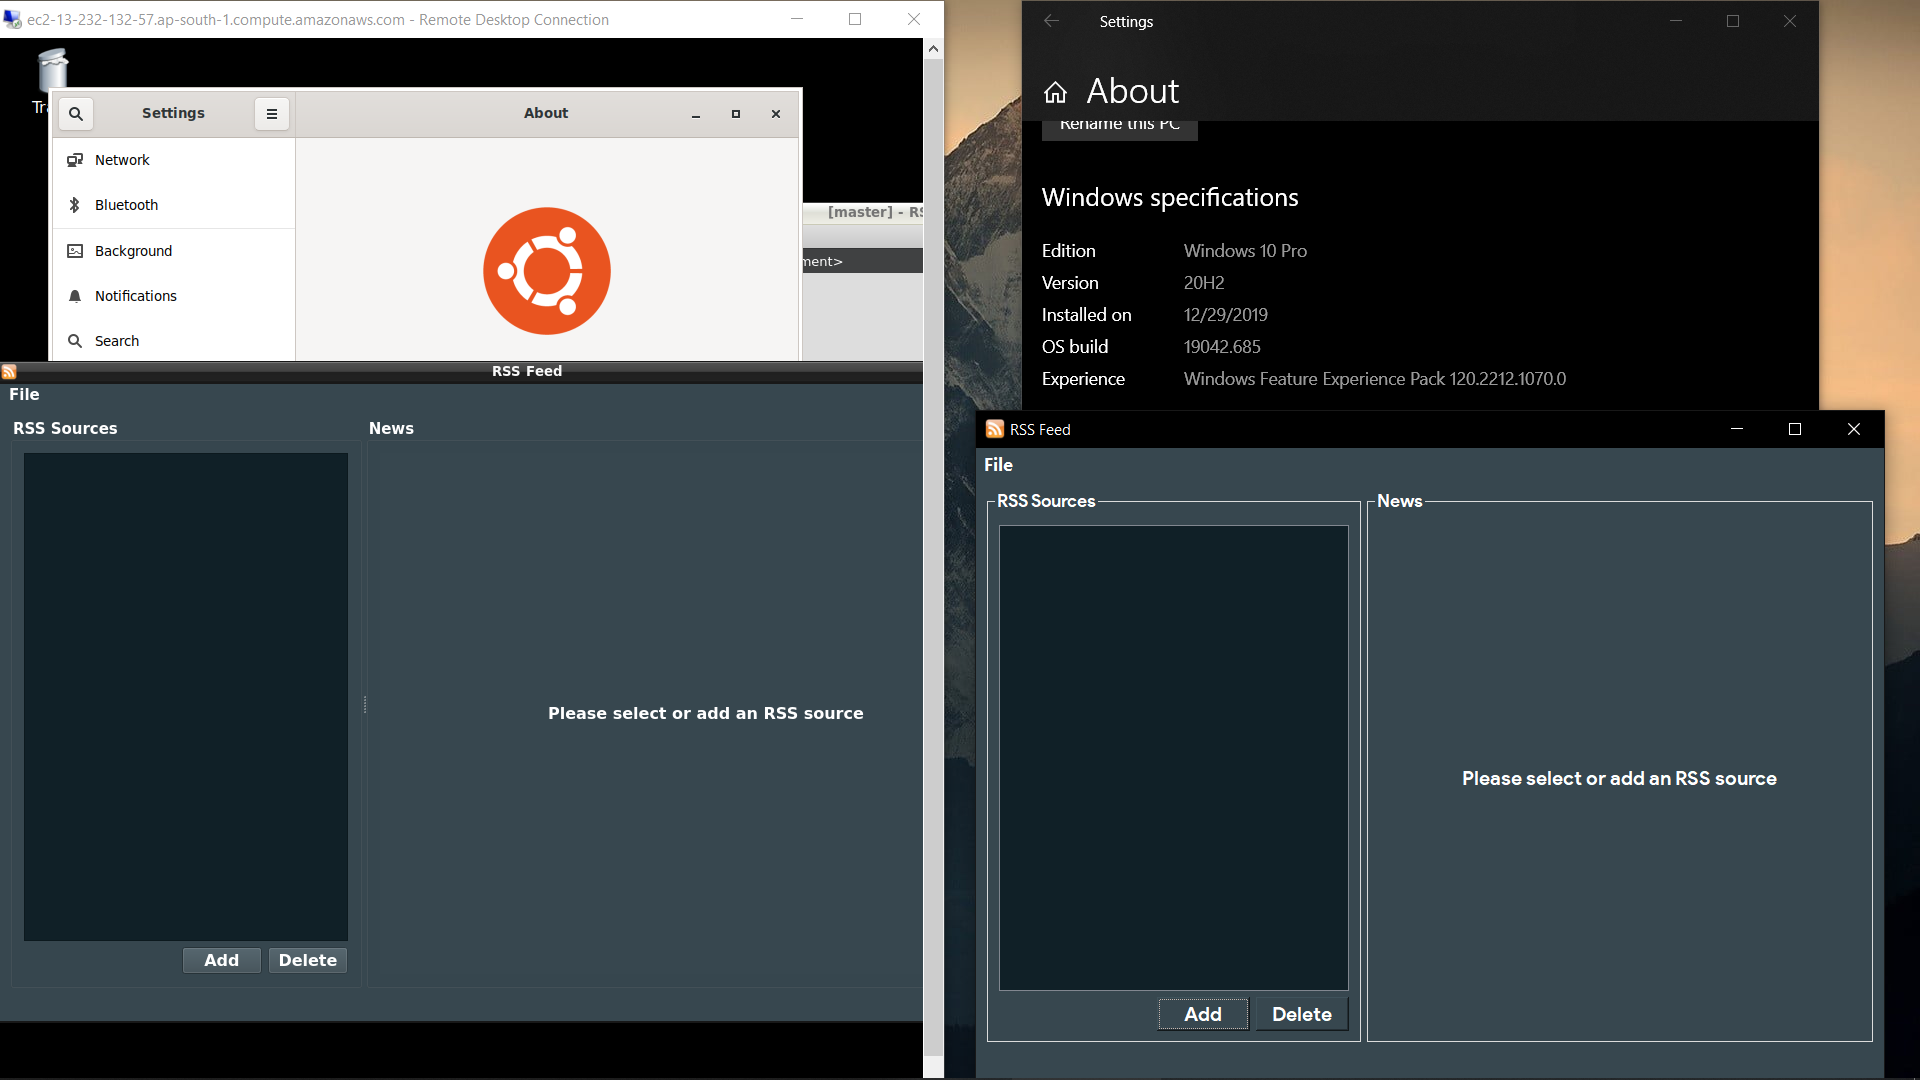 ec2-13-232-132-57.ap-south-1.compute.amazonaws.com - Remote Desktop Connection
Settings
About
Network
Bluetooth
Background
Notifications
Search
[master] - RS
ment>
RSS Feed
File
RSS Sources
News
Please select or add an RSS source
Add
Delete
Settings
About
Rename this PC
Windows specifications
Edition Windows 10 Pro
Version 20H2
Installed on 12/29/2019
OS build 19042.685
Experience Windows Feature Experience Pack 120.2212.1070.0
RSS Feed
File
RSS Sources
News
Please select or add an RSS source
Add
Delete